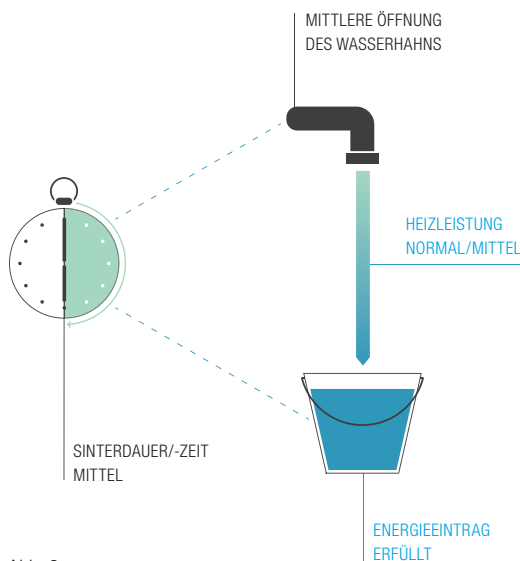 MITTLERE ÖFFNUNG
DES WASSERHAHNS
HEIZLEISTUNG
NORMAL/MITTEL
SINTERDAUER/-ZEIT
MITTEL
ENERGIEEINTRAG
ERFÜLLT